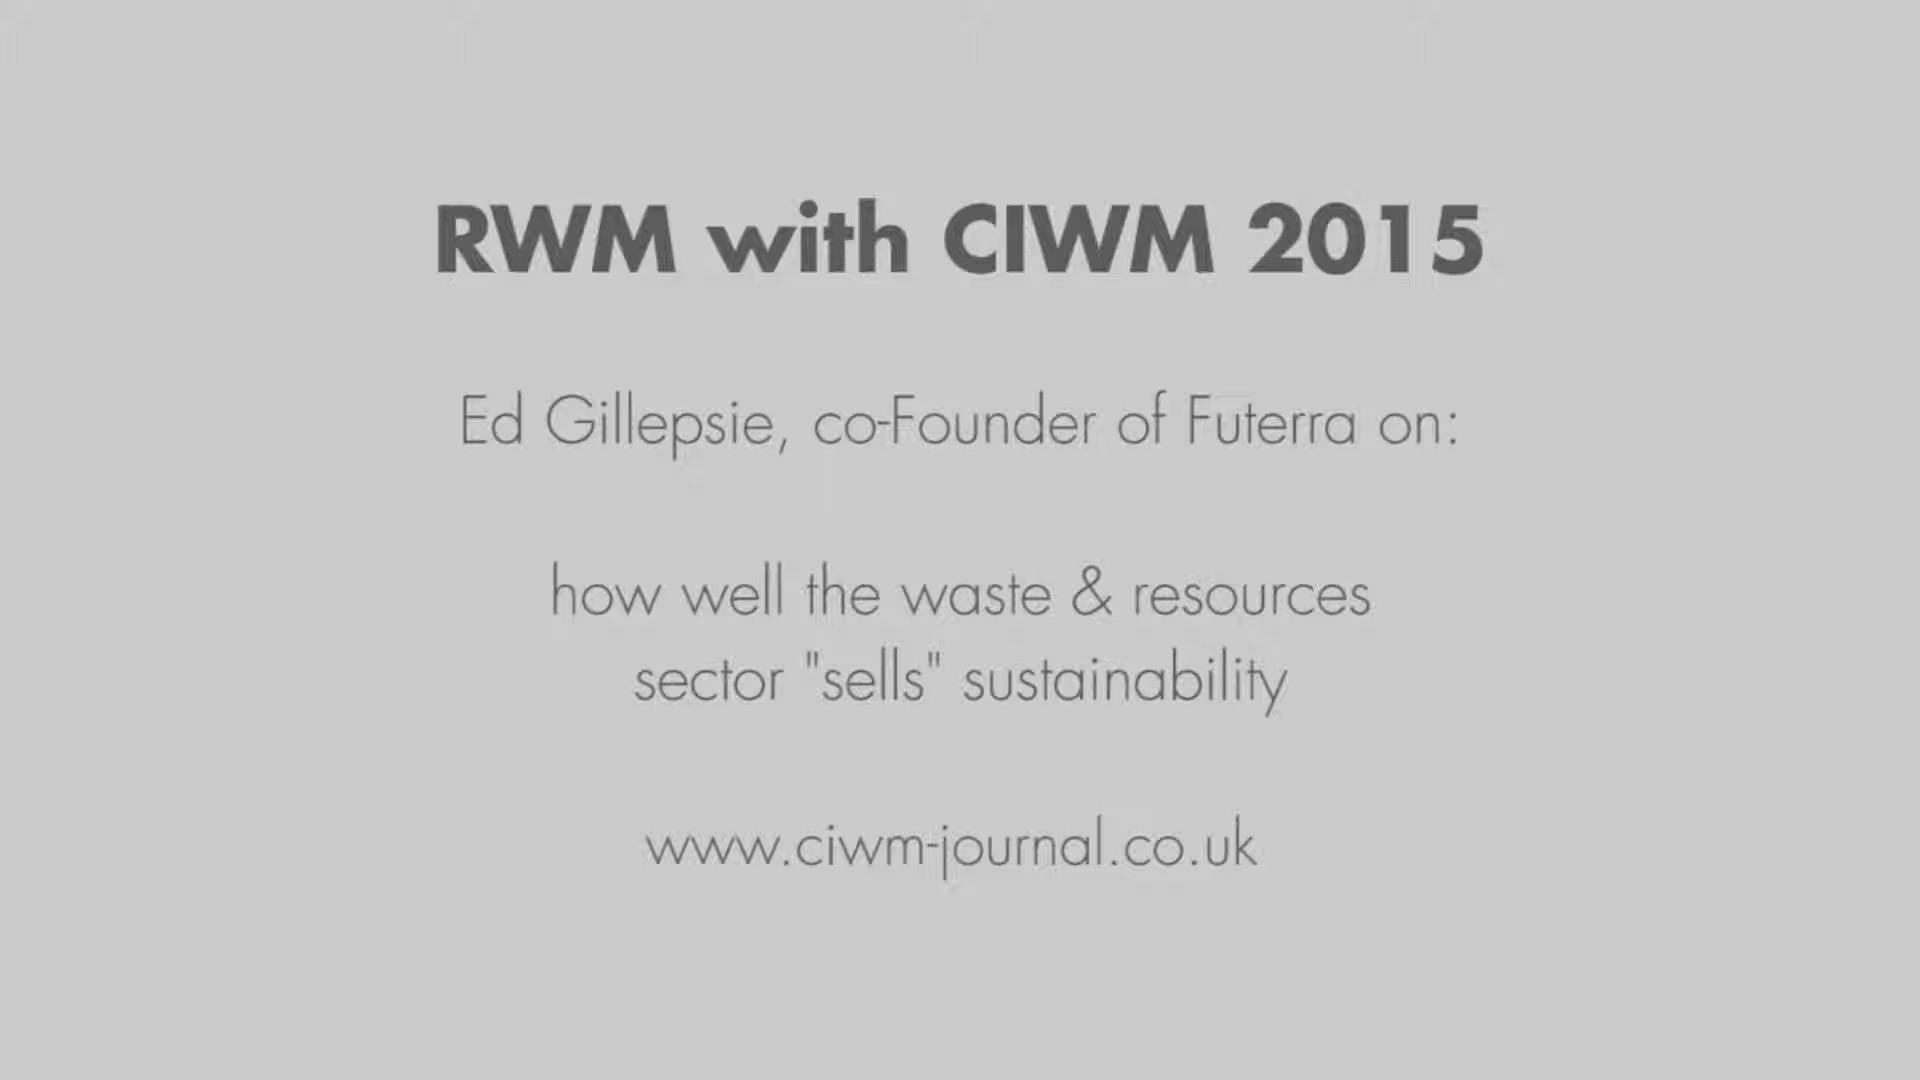 RWM with CIWM 2015
Ed Gillepsie, co-Founder of Futerra on:
how well the waste & resources
sector "sells" sustainability
www.ciwm-journal.co.uk